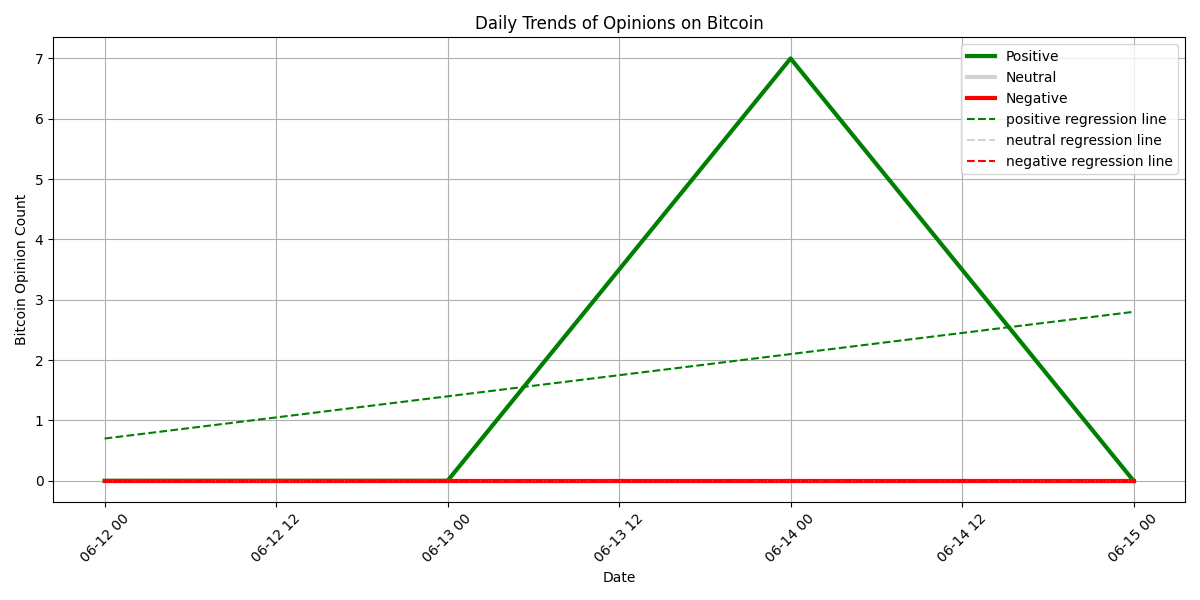 Daily Trends of Opinions on Bitcoin
Positive
Neutral
Negative
positive regression line
neutral regression line
negative regression line
Bitcoin Opinion Count
7
6
5
4
3
2
1
0
06-12 00
06-12 12
06-13 00
06-13 12
06-14 00
06-14 12
06-15 00
Date